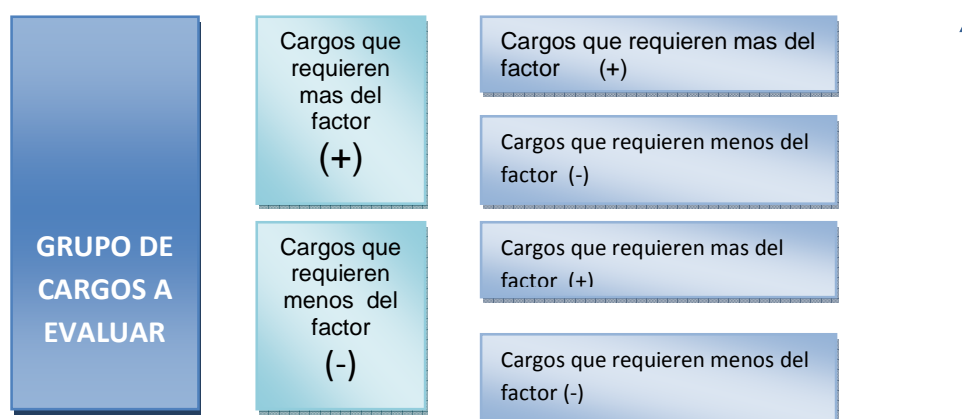 GRUPO DE
CARGOS A
EVALUAR
Cargos que
requieren
mas del
factor
(+)
Cargos que
requieren
menos del
factor
(-)
Cargos que requieren mas del
factor (+)
Cargos que requieren menos del
factor (-)
Cargos que requieren mas del
factor (+)
Cargos que requieren menos del
factor (-)